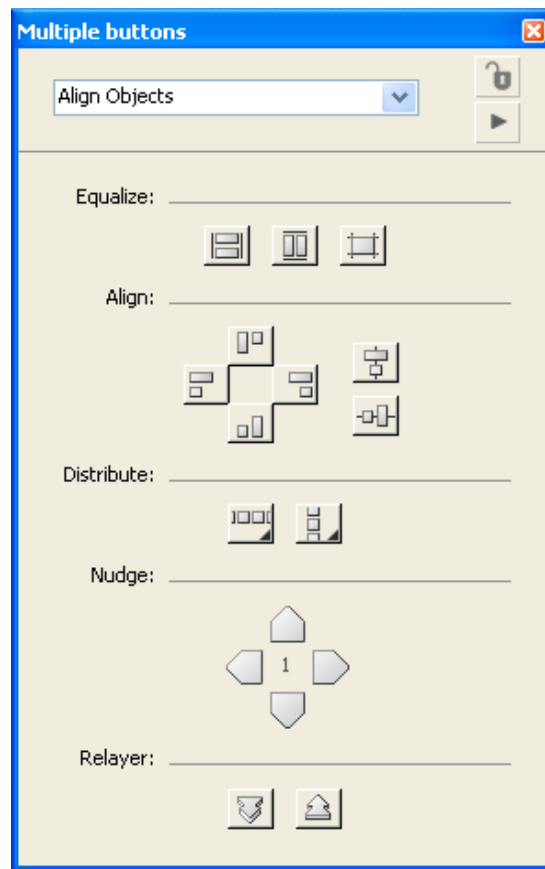 Multiple buttons
Align Objects
Equalize:
Align:
Distribute:
Nudge:
1
Relayer: